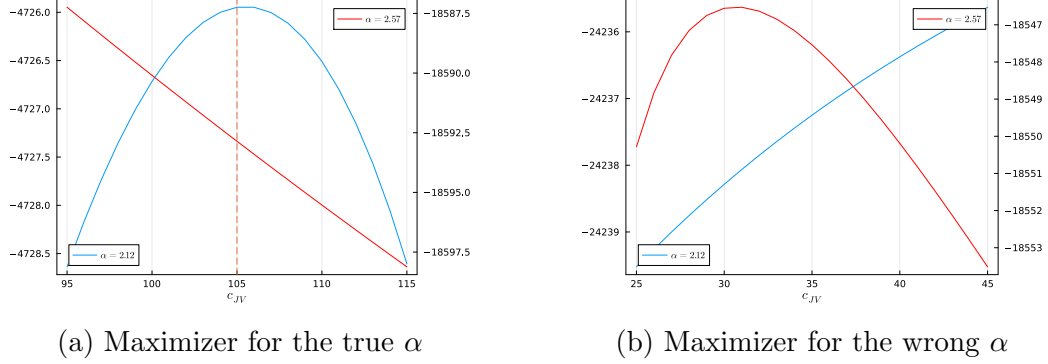 −4726.0
−4726.5
−4727.0
−4727.5
−4728.0
−4728.5
−18587.5
−18590.0
−18592.5
−18595.0
−18597.5
α = 2.57
α = 2.12
95 100 105 110 115
c_JV
(a) Maximizer for the true α
−24236
−24237
−24238
−24239
−18547
−18548
−18549
−18550
−18551
−18552
−18553
α = 2.57
α = 2.12
25 30 35 40 45
c_JV
(b) Maximizer for the wrong α